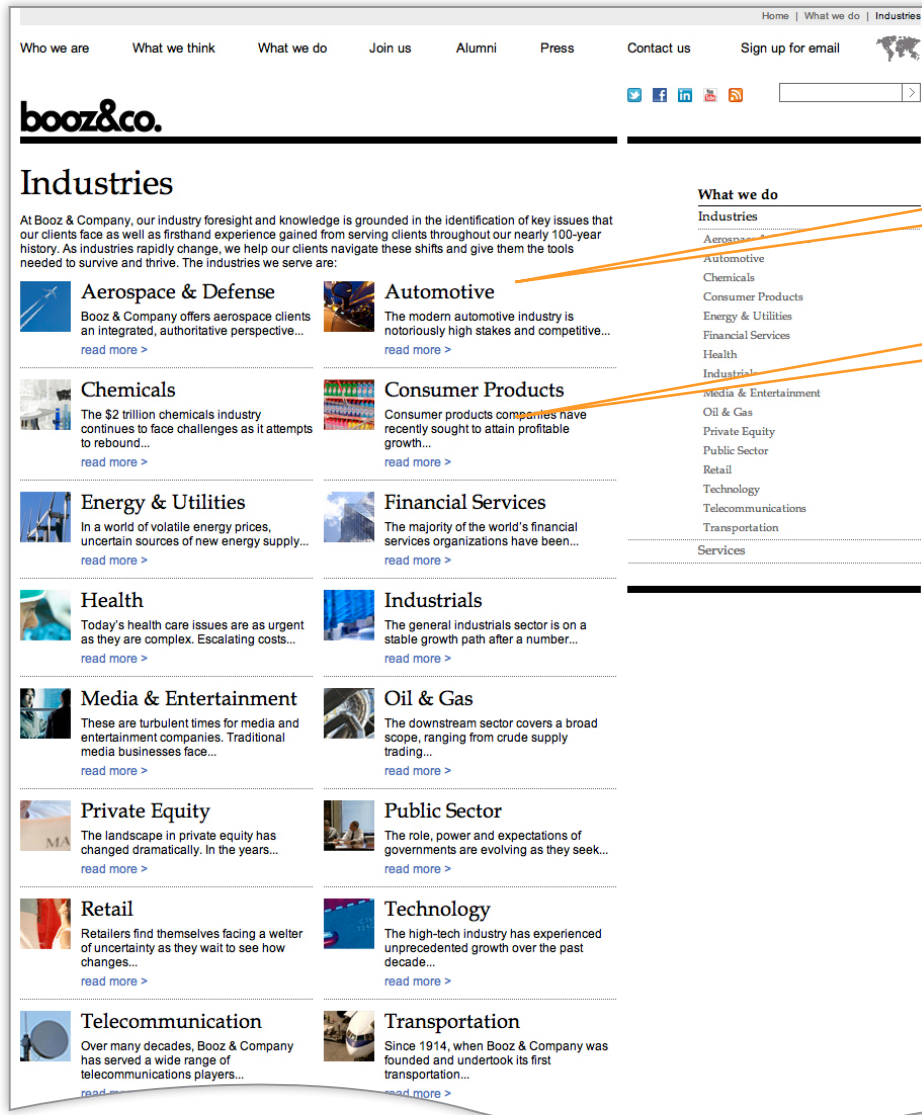 Home | What we do | Industries
Who we are What we think What we do Join us Alumni Press Contact us Sign up for email
booz&co.
Industries
At Booz & Company, our industry foresight and knowledge is grounded in the identification of key issues that
our clients face as well as firsthand experience gained from serving clients throughout our nearly 100-year
history. As industries rapidly change, we help our clients navigate these shifts and give them the tools
needed to survive and thrive. The industries we serve are:
Aerospace & Defense
Booz & Company offers aerospace clients
an integrated, authoritative perspective...
read more >
Automotive
The modern automotive industry is
notoriously high stakes and competitive...
read more >
Chemicals
The $2 trillion chemicals industry
continues to face challenges as it attempts
to rebound...
read more >
Consumer Products
Consumer products companies have
recently sought to attain profitable
growth...
read more >
Energy & Utilities
In a world of volatile energy prices,
uncertain sources of new energy supply...
read more >
Financial Services
The majority of the world's financial
services organizations have been...
read more >
Health
Today's health care issues are as urgent
as they are complex. Escalating costs...
read more >
Industrials
The general industrials sector is on a
stable growth path after a number...
read more >
Media & Entertainment
These are turbulent times for media and
entertainment companies. Traditional
media businesses face...
read more >
Oil & Gas
The downstream sector covers a broad
scope, ranging from crude supply
trading...
read more >
Private Equity
The landscape in private equity has
changed dramatically. In the years...
read more >
Public Sector
The role, power and expectations of
governments are evolving as they seek...
read more >
Retail
Retailers find themselves facing a welter
of uncertainty as they wait to see how
changes...
read more >
Technology
The high-tech industry has experienced
unprecedented growth over the past
decade...
read more >
Telecommunication
Over many decades, Booz & Company
has served a wide range of
telecommunications players...
read
Transportation
Since 1914, when Booz & Company was
founded and undertook its first
transportation...
read more >
What we do
Industries
Aerospace
Automotive
Chemicals
Consumer Products
Energy & Utilities
Financial Services
Health
Industrials
Media & Entertainment
Oil & Gas
Private Equity
Public Sector
Retail
Technology
Telecommunications
Transportation
Services